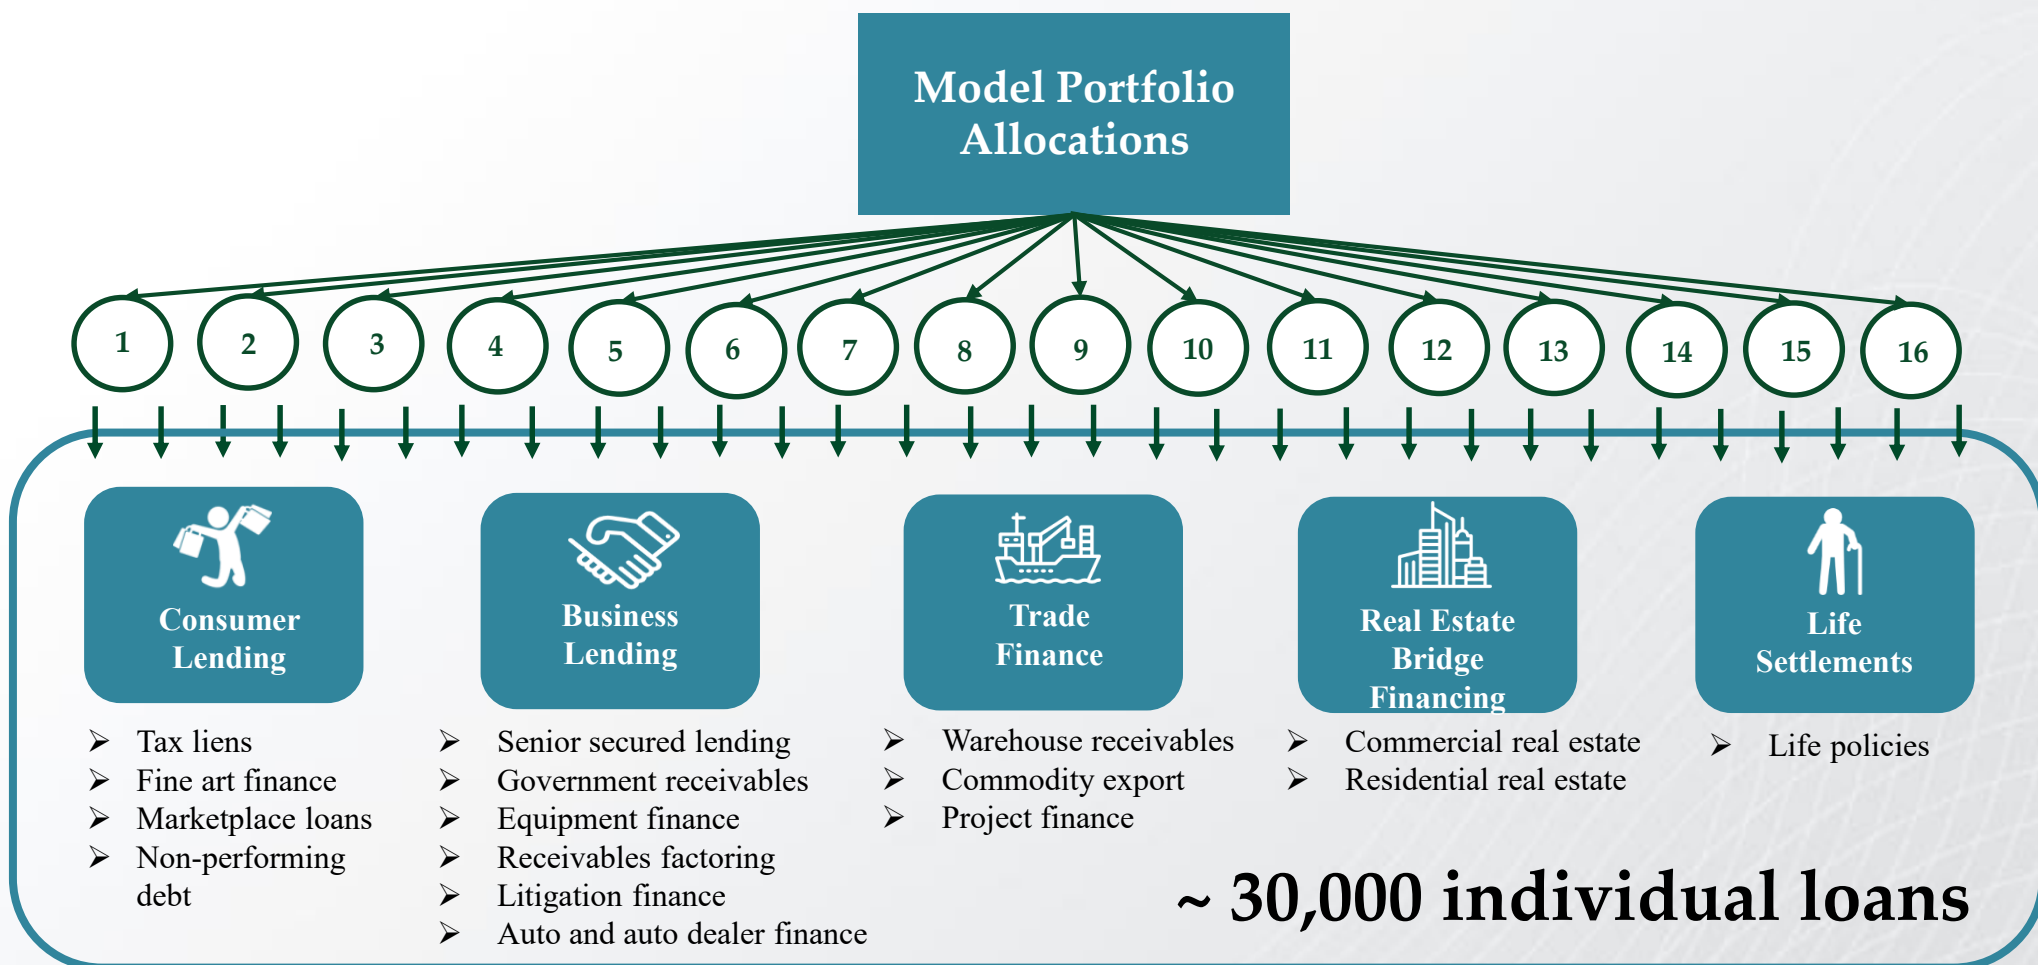 Model Portfolio
Allocations
1 2 3 4 5 6 7 8 9 10 11 12 13 14 15 16
Consumer
Lending
➢ Tax liens
➢ Fine art finance
➢ Marketplace loans
➢ Non-performing
debt
Business
Lending
➢ Senior secured lending
➢ Government receivables
➢ Equipment finance
➢ Receivables factoring
➢ Litigation finance
➢ Auto and auto dealer finance
Trade
Finance
➢ Warehouse receivables
➢ Commodity export
➢ Project finance
Real Estate
Bridge
Financing
➢ Commercial real estate
➢ Residential real estate
Life
Settlements
➢ Life policies
~ 30,000 individual loans